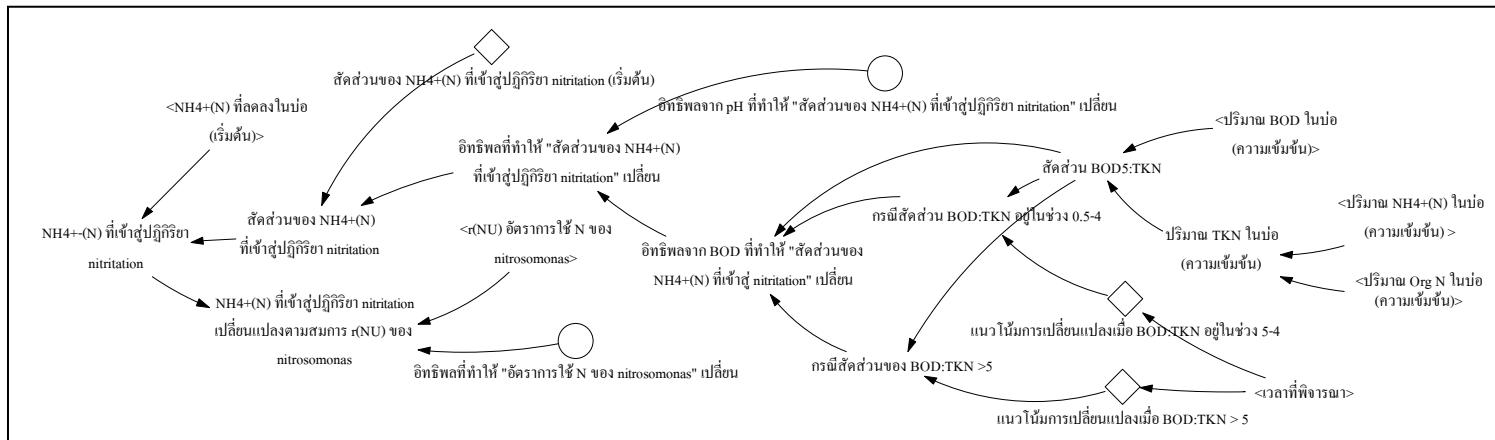 สัดส่วนของ NH4+(N) ที่เข้าสู่ปฏิกิริยา nitritation (เริ่มต้น)
<NH4+(N) ที่ลดลงในบ่อ
(เริ่มต้น)>
อิทธิพลจาก pH ที่ทำให้ "สัดส่วนของ NH4+(N) ที่เข้าสู่ปฏิกิริยา nitritation" เปลี่ยน
<ปริมาณ BOD ในบ่อ
(ความเข้มข้น)>
อิทธิพลที่ทำให้ "สัดส่วนของ NH4+(N)
ที่เข้าสู่ปฏิกิริยา nitritation" เปลี่ยน
สัดส่วน BOD5:TKN
กรณีสัดส่วน BOD:TKN อยู่ในช่วง 0.5-4
<ปริมาณ NH4+(N) ในบ่อ
(ความเข้มข้น) >
สัดส่วนของ NH4+(N)
ที่เข้าสู่ปฏิกิริยา nitritation
NH4+-(N) ที่เข้าสู่ปฏิกิริยา
nitritation
<r(NU) อัตราการใช้ N ของ
nitrosomonas>
อิทธิพลจาก BOD ที่ทำให้ "สัดส่วนของ
NH4+(N) ที่เข้าสู่ nitritation" เปลี่ยน
ปริมาณ TKN ในบ่อ
(ความเข้มข้น)
<ปริมาณ Org N ในบ่อ
(ความเข้มข้น)>
NH4+(N) ที่เข้าสู่ปฏิกิริยา nitritation
เปลี่ยนแปลงตามสมการ r(NU) ของ
nitrosomonas
แนวโน้มการเปลี่ยนแปลงเมื่อ BOD:TKN อยู่ในช่วง 5-4
อิทธิพลที่ทำให้ "อัตราการใช้ N ของ nitrosomonas" เปลี่ยน
กรณีสัดส่วนของ BOD:TKN >5
<เวลาที่พิจารณา>
แนวโน้มการเปลี่ยนแปลงเมื่อ BOD:TKN > 5